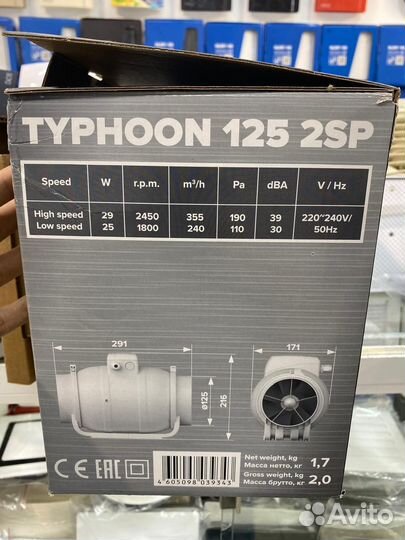 TYPHOON 125 2SP
Speed W r.p.m. m³/h Pa dBA V / Hz
High speed 29 2450 355 190 39 220~240V/
Low speed 25 1800 240 110 30 50Hz
291
171
ø125
216
Net weight, kg
Масса нетто, кг 1,7
Gross weight, kg
Масса брутто, кг 2,0
CE EAC
4 605098 039343
Avito